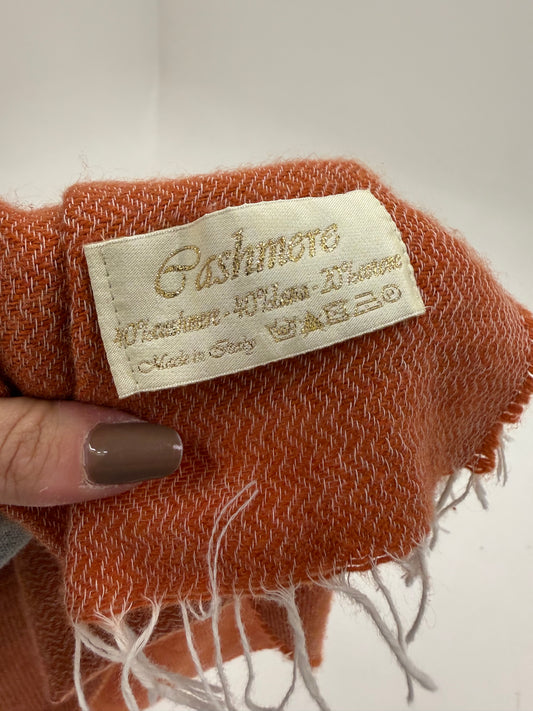 Cashmere
40%cashmere - 40%lana - 20%cotone
Made in Italy